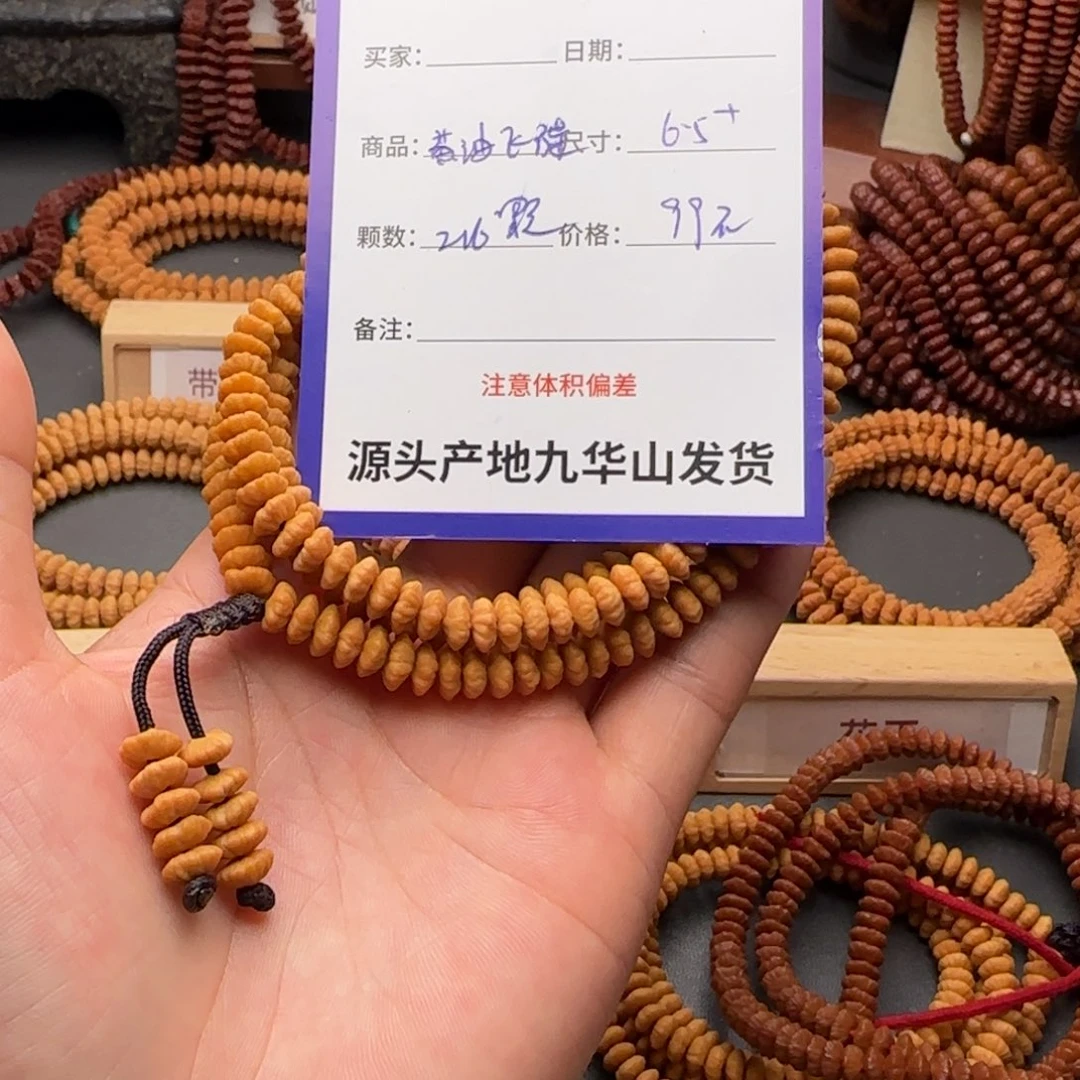 买家： 日期：
商品：黄油飞碟 尺寸：6.5+
颗数：216颗 价格：99元
备注：
注意体积偏差
源头产地九华山发货
带